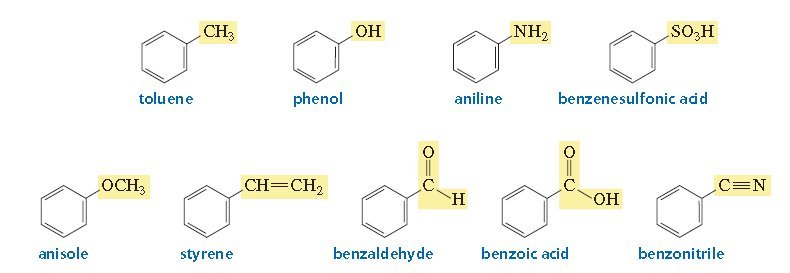 CH₃ OH NH₂ SO₃H
toluene phenol aniline benzenesulfonic acid
O O
OCH₃ CH=CH₂ C H C OH C≡N
anisole styrene benzaldehyde benzoic acid benzonitrile